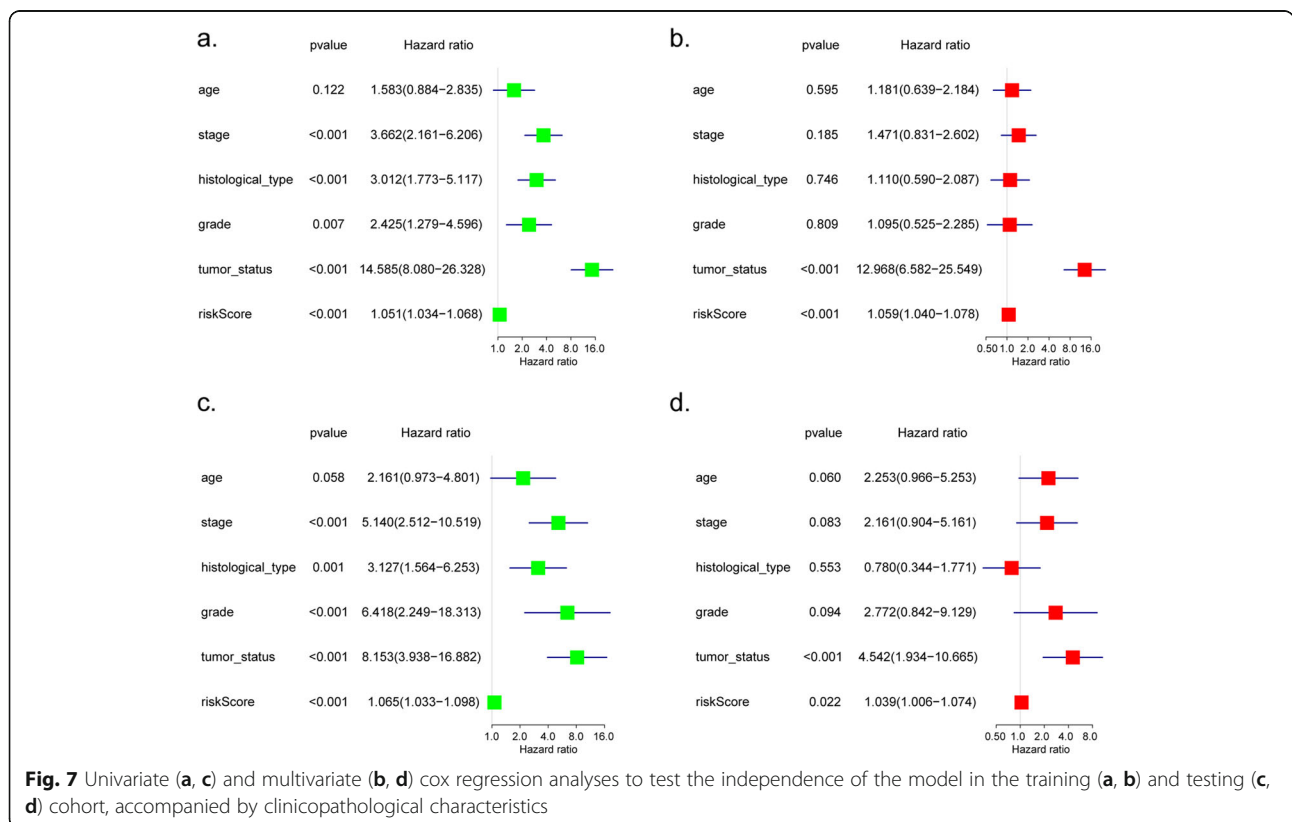 a.
pvalue Hazard ratio
age 0.122 1.583(0.884−2.835)
stage <0.001 3.662(2.161−6.206)
histological_type <0.001 3.012(1.773−5.117)
grade 0.007 2.425(1.279−4.596)
tumor_status <0.001 14.585(8.080−26.328)
riskScore <0.001 1.051(1.034−1.068)
1.0 2.0 4.0 8.0 16.0
Hazard ratio
b.
pvalue Hazard ratio
age 0.595 1.181(0.639−2.184)
stage 0.185 1.471(0.831−2.602)
histological_type 0.746 1.110(0.590−2.087)
grade 0.809 1.095(0.525−2.285)
tumor_status <0.001 12.968(6.582−25.549)
riskScore <0.001 1.059(1.040−1.078)
0.50 1.0 2.0 4.0 8.0 16.0
Hazard ratio
c.
pvalue Hazard ratio
age 0.058 2.161(0.973−4.801)
stage <0.001 5.140(2.512−10.519)
histological_type 0.001 3.127(1.564−6.253)
grade <0.001 6.418(2.249−18.313)
tumor_status <0.001 8.153(3.938−16.882)
riskScore <0.001 1.065(1.033−1.098)
1.0 2.0 4.0 8.0 16.0
Hazard ratio
d.
pvalue Hazard ratio
age 0.060 2.253(0.966−5.253)
stage 0.083 2.161(0.904−5.161)
histological_type 0.553 0.780(0.344−1.771)
grade 0.094 2.772(0.842−9.129)
tumor_status <0.001 4.542(1.934−10.665)
riskScore 0.022 1.039(1.006−1.074)
0.50 1.0 2.0 4.0 8.0
Hazard ratio
Fig. 7 Univariate (a, c) and multivariate (b, d) cox regression analyses to test the independence of the model in the training (a, b) and testing (c,
d) cohort, accompanied by clinicopathological characteristics